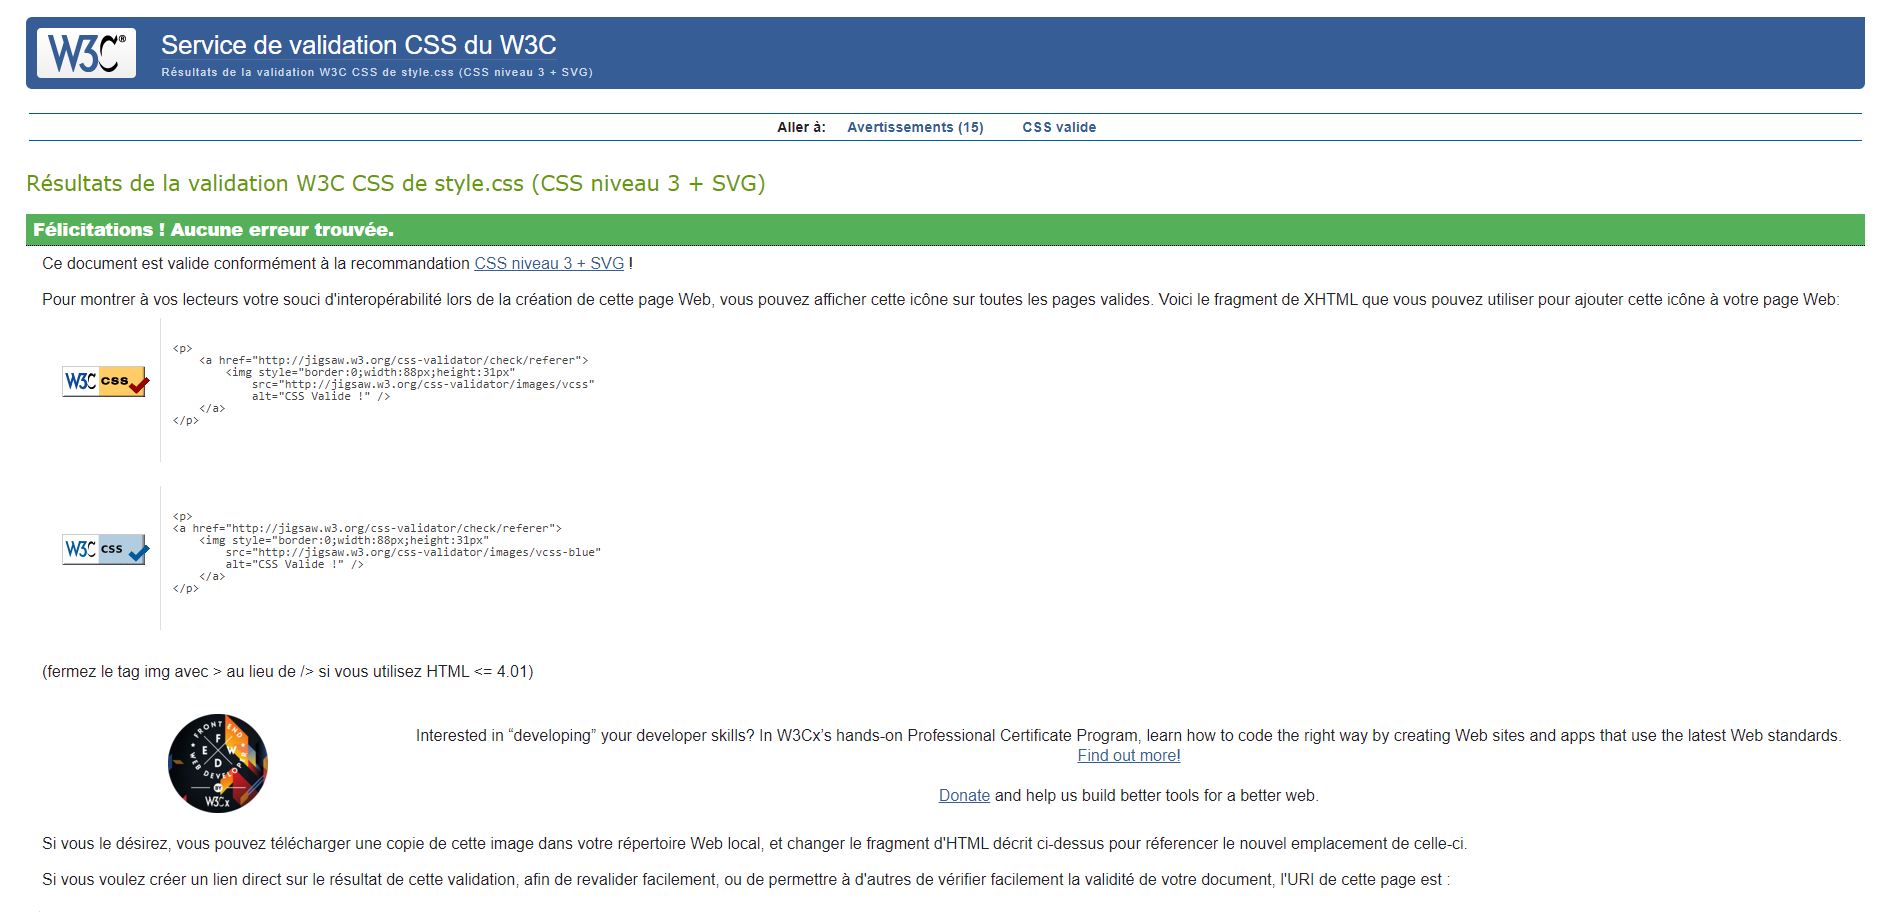 W3C®
Service de validation CSS du W3C
Résultats de la validation W3C CSS de style.css (CSS niveau 3 + SVG)
Aller à: Avertissements (15) CSS valide
Résultats de la validation W3C CSS de style.css (CSS niveau 3 + SVG)
Félicitations ! Aucune erreur trouvée.
Ce document est valide conformément à la recommandation CSS niveau 3 + SVG !
Pour montrer à vos lecteurs votre souci d'interopérabilité lors de la création de cette page Web, vous pouvez afficher cette icône sur toutes les pages valides. Voici le fragment de XHTML que vous pouvez utiliser pour ajouter cette icône à votre page Web:
W3C css
<p>
<a href="http://jigsaw.w3.org/css-validator/check/referer">
<img style="border:0;width:88px;height:31px"
src="http://jigsaw.w3.org/css-validator/images/vcss"
alt="CSS Valide !" />
</a>
</p>
W3C css
<p>
<a href="http://jigsaw.w3.org/css-validator/check/referer">
<img style="border:0;width:88px;height:31px"
src="http://jigsaw.w3.org/css-validator/images/vcss-blue"
alt="CSS Valide !" />
</a>
</p>
(fermez le tag img avec > au lieu de /> si vous utilisez HTML <= 4.01)
FRONT END
F E W D
WEB DEVELOPER
BY
W3Cx
Interested in “developing” your developer skills? In W3Cx’s hands-on Professional Certificate Program, learn how to code the right way by creating Web sites and apps that use the latest Web standards.
Find out more!
Donate and help us build better tools for a better web.
Si vous le désirez, vous pouvez télécharger une copie de cette image dans votre répertoire Web local, et changer le fragment d'HTML décrit ci-dessus pour réferencer le nouvel emplacement de celle-ci.
Si vous voulez créer un lien direct sur le résultat de cette validation, afin de revalider facilement, ou de permettre à d'autres de vérifier facilement la validité de votre document, l'URI de cette page est :